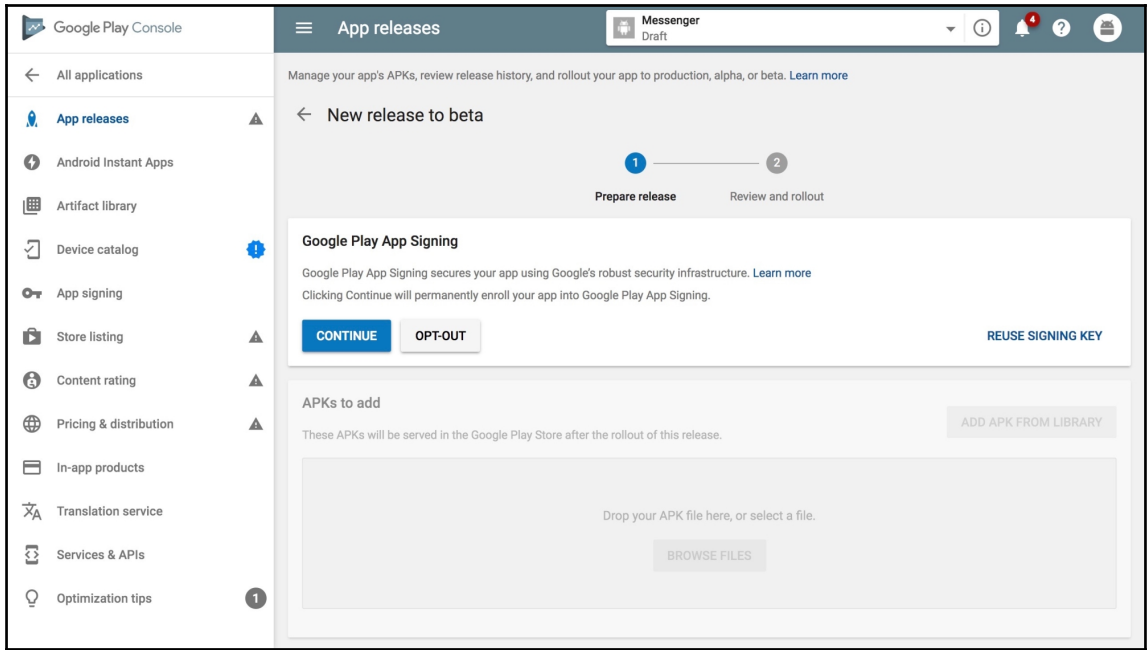 Google Play Console
App releases
Messenger
Draft
4
All applications
App releases
Android Instant Apps
Artifact library
Device catalog
App signing
Store listing
Content rating
Pricing & distribution
In-app products
Translation service
Services & APIs
Optimization tips
1
Manage your app's APKs, review release history, and rollout your app to production, alpha, or beta. Learn more
New release to beta
1
2
Prepare release
Review and rollout
Google Play App Signing
Google Play App Signing secures your app using Google's robust security infrastructure. Learn more
Clicking Continue will permanently enroll your app into Google Play App Signing.
CONTINUE
OPT-OUT
REUSE SIGNING KEY
APKs to add
ADD APK FROM LIBRARY
These APKs will be served in the Google Play Store after the rollout of this release.
Drop your APK file here, or select a file.
BROWSE FILES